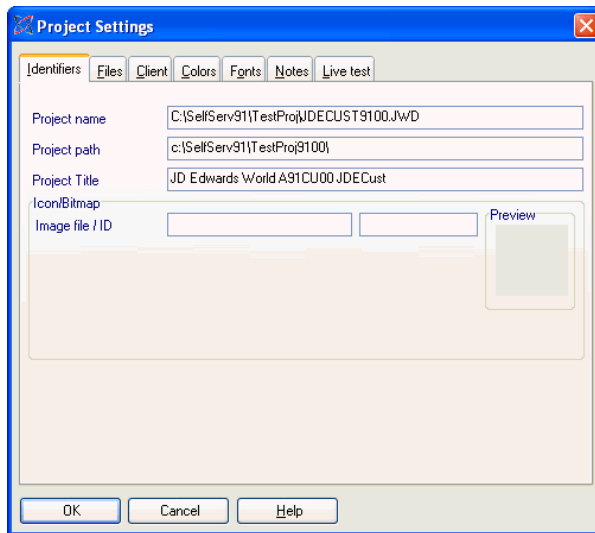 Project Settings
Identifiers Files Client Colors Fonts Notes Live test
Project name C:\SelfServ91\TestProj\JDECUST9100.JWD
Project path c:\SelfServ91\TestProj9100\
Project Title JD Edwards World A91CU00 JDECust
Icon/Bitmap
Image file / ID Preview
OK Cancel Help